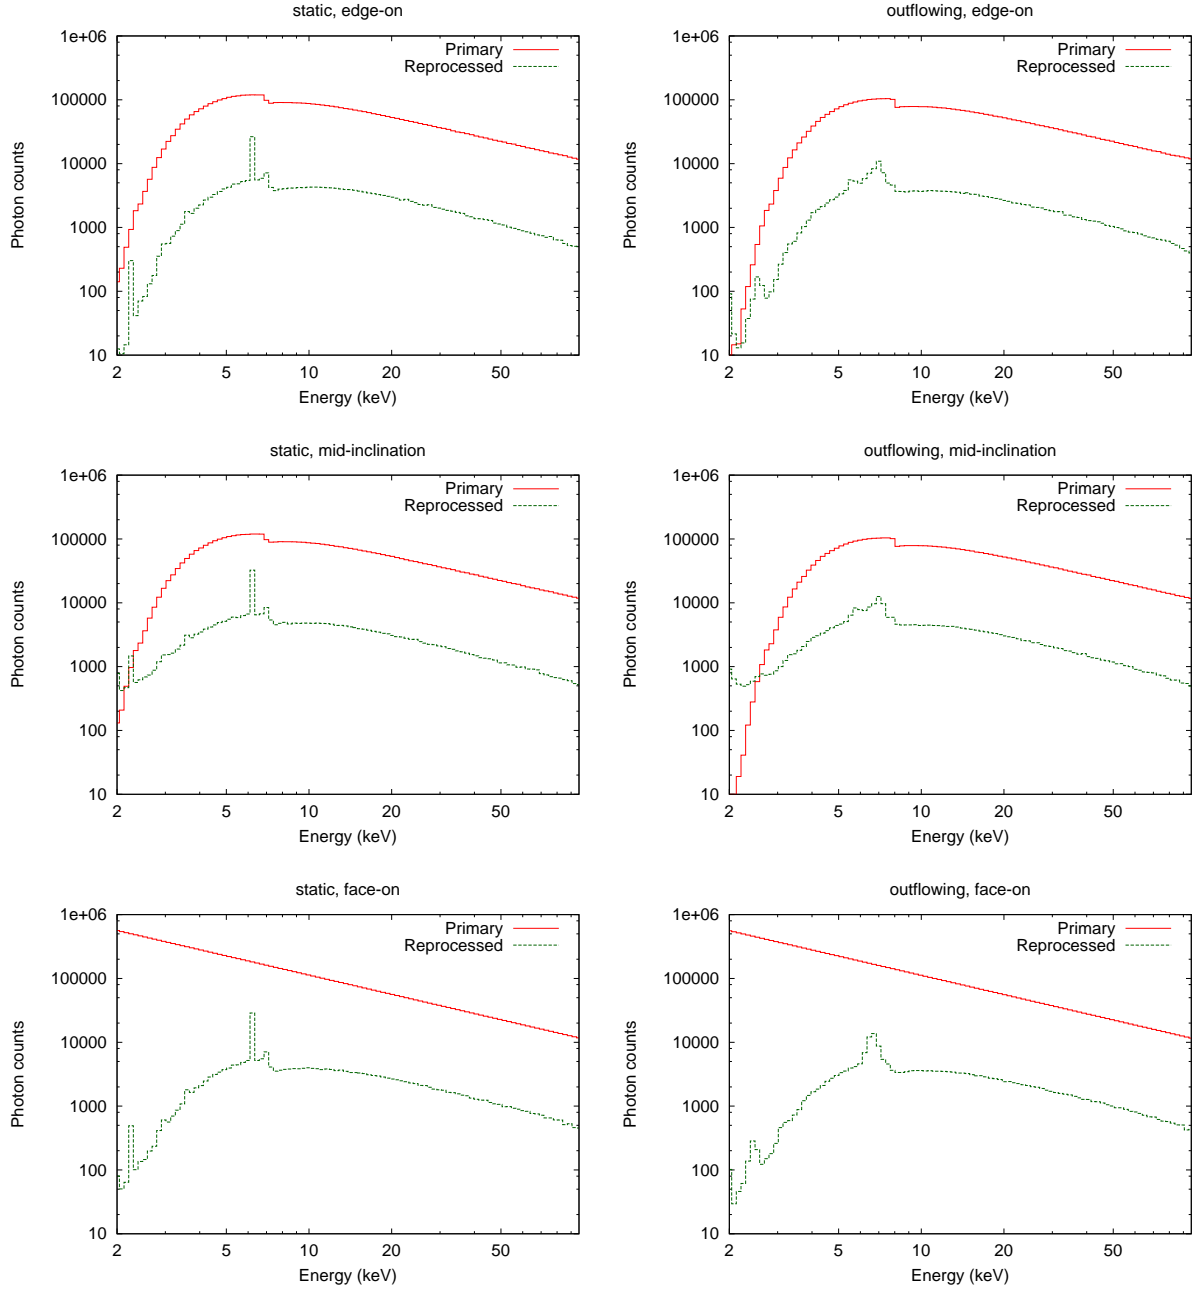 static, edge-on
1e+06
100000
10000
1000
100
10
Photon counts
Primary
Reprocessed
2
5
10
20
50
Energy (keV)
outflowing, edge-on
1e+06
100000
10000
1000
100
10
Photon counts
Primary
Reprocessed
2
5
10
20
50
Energy (keV)
static, mid-inclination
1e+06
100000
10000
1000
100
10
Photon counts
Primary
Reprocessed
2
5
10
20
50
Energy (keV)
outflowing, mid-inclination
1e+06
100000
10000
1000
100
10
Photon counts
Primary
Reprocessed
2
5
10
20
50
Energy (keV)
static, face-on
1e+06
100000
10000
1000
100
10
Photon counts
Primary
Reprocessed
2
5
10
20
50
Energy (keV)
outflowing, face-on
1e+06
100000
10000
1000
100
10
Photon counts
Primary
Reprocessed
2
5
10
20
50
Energy (keV)